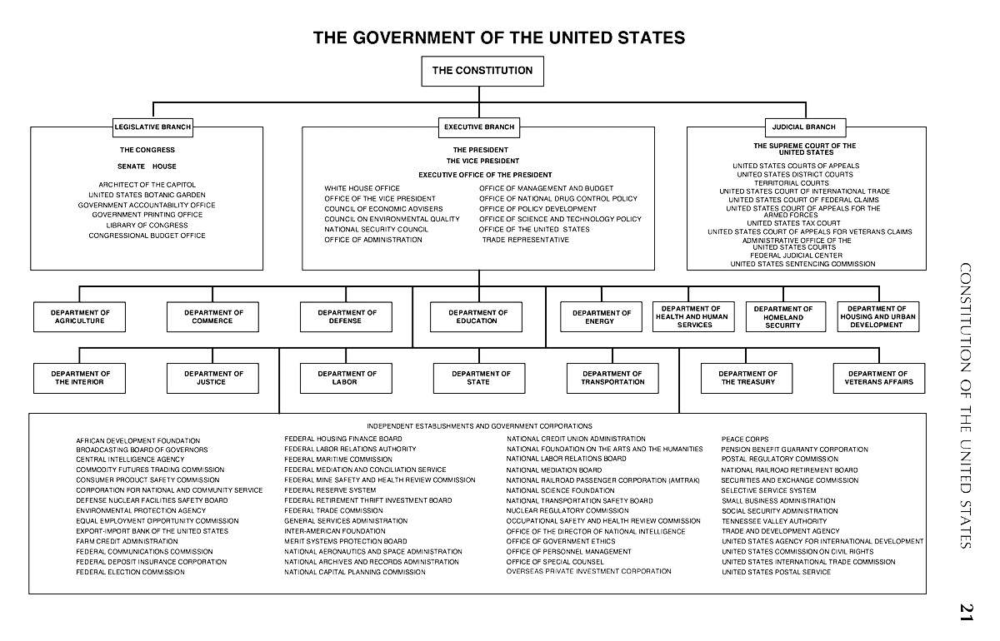 THE GOVERNMENT OF THE UNITED STATES
THE CONSTITUTION
LEGISLATIVE BRANCH
THE CONGRESS
SENATE HOUSE
ARCHITECT OF THE CAPITOL
UNITED STATES BOTANIC GARDEN
GOVERNMENT ACCOUNTABILITY OFFICE
GOVERNMENT PRINTING OFFICE
LIBRARY OF CONGRESS
CONGRESSIONAL BUDGET OFFICE
EXECUTIVE BRANCH
THE PRESIDENT
THE VICE PRESIDENT
EXECUTIVE OFFICE OF THE PRESIDENT
WHITE HOUSE OFFICE
OFFICE OF THE VICE PRESIDENT
COUNCIL OF ECONOMIC ADVISERS
COUNCIL ON ENVIRONMENTAL QUALITY
NATIONAL SECURITY COUNCIL
OFFICE OF ADMINISTRATION
OFFICE OF MANAGEMENT AND BUDGET
OFFICE OF NATIONAL DRUG CONTROL POLICY
OFFICE OF POLICY DEVELOPMENT
OFFICE OF SCIENCE AND TECHNOLOGY POLICY
OFFICE OF THE UNITED STATES
TRADE REPRESENTATIVE
JUDICIAL BRANCH
THE SUPREME COURT OF THE
UNITED STATES
UNITED STATES COURTS OF APPEALS
UNITED STATES DISTRICT COURTS
TERRITORIAL COURTS
UNITED STATES COURT OF INTERNATIONAL TRADE
UNITED STATES COURT OF FEDERAL CLAIMS
UNITED STATES COURT OF APPEALS FOR THE
ARMED FORCES
UNITED STATES TAX COURT
UNITED STATES COURT OF APPEALS FOR VETERANS CLAIMS
ADMINISTRATIVE OFFICE OF THE
UNITED STATES COURTS
FEDERAL JUDICIAL CENTER
UNITED STATES SENTENCING COMMISSION
DEPARTMENT OF
AGRICULTURE
DEPARTMENT OF
COMMERCE
DEPARTMENT OF
DEFENSE
DEPARTMENT OF
EDUCATION
DEPARTMENT OF
ENERGY
DEPARTMENT OF
HEALTH AND HUMAN
SERVICES
DEPARTMENT OF
HOMELAND
SECURITY
DEPARTMENT OF
HOUSING AND URBAN
DEVELOPMENT
DEPARTMENT OF
THE INTERIOR
DEPARTMENT OF
JUSTICE
DEPARTMENT OF
LABOR
DEPARTMENT OF
STATE
DEPARTMENT OF
TRANSPORTATION
DEPARTMENT OF
THE TREASURY
DEPARTMENT OF
VETERANS AFFAIRS
INDEPENDENT ESTABLISHMENTS AND GOVERNMENT CORPORATIONS
AFRICAN DEVELOPMENT FOUNDATION
BROADCASTING BOARD OF GOVERNORS
CENTRAL INTELLIGENCE AGENCY
COMMODITY FUTURES TRADING COMMISSION
CONSUMER PRODUCT SAFETY COMMISSION
CORPORATION FOR NATIONAL AND COMMUNITY SERVICE
DEFENSE NUCLEAR FACILITIES SAFETY BOARD
ENVIRONMENTAL PROTECTION AGENCY
EQUAL EMPLOYMENT OPPORTUNITY COMMISSION
EXPORT-IMPORT BANK OF THE UNITED STATES
FARM CREDIT ADMINISTRATION
FEDERAL COMMUNICATIONS COMMISSION
FEDERAL DEPOSIT INSURANCE CORPORATION
FEDERAL ELECTION COMMISSION
FEDERAL HOUSING FINANCE BOARD
FEDERAL LABOR RELATIONS AUTHORITY
FEDERAL MARITIME COMMISSION
FEDERAL MEDIATION AND CONCILIATION SERVICE
FEDERAL MINE SAFETY AND HEALTH REVIEW COMMISSION
FEDERAL RESERVE SYSTEM
FEDERAL RETIREMENT THRIFT INVESTMENT BOARD
FEDERAL TRADE COMMISSION
GENERAL SERVICES ADMINISTRATION
INTER-AMERICAN FOUNDATION
MERIT SYSTEMS PROTECTION BOARD
NATIONAL AERONAUTICS AND SPACE ADMINISTRATION
NATIONAL ARCHIVES AND RECORDS ADMINISTRATION
NATIONAL CAPITAL PLANNING COMMISSION
NATIONAL CREDIT UNION ADMINISTRATION
NATIONAL FOUNDATION ON THE ARTS AND THE HUMANITIES
NATIONAL LABOR RELATIONS BOARD
NATIONAL MEDIATION BOARD
NATIONAL RAILROAD PASSENGER CORPORATION (AMTRAK)
NATIONAL SCIENCE FOUNDATION
NATIONAL TRANSPORTATION SAFETY BOARD
NUCLEAR REGULATORY COMMISSION
OCCUPATIONAL SAFETY AND HEALTH REVIEW COMMISSION
OFFICE OF THE DIRECTOR OF NATIONAL INTELLIGENCE
OFFICE OF GOVERNMENT ETHICS
OFFICE OF PERSONNEL MANAGEMENT
OFFICE OF SPECIAL COUNSEL
OVERSEAS PRIVATE INVESTMENT CORPORATION
PEACE CORPS
PENSION BENEFIT GUARANTY CORPORATION
POSTAL REGULATORY COMMISSION
NATIONAL RAILROAD RETIREMENT BOARD
SECURITIES AND EXCHANGE COMMISSION
SELECTIVE SERVICE SYSTEM
SMALL BUSINESS ADMINISTRATION
SOCIAL SECURITY ADMINISTRATION
TENNESSEE VALLEY AUTHORITY
TRADE AND DEVELOPMENT AGENCY
UNITED STATES AGENCY FOR INTERNATIONAL DEVELOPMENT
UNITED STATES COMMISSION ON CIVIL RIGHTS
UNITED STATES INTERNATIONAL TRADE COMMISSION
UNITED STATES POSTAL SERVICE
CONSTITUTION OF THE UNITED STATES
21